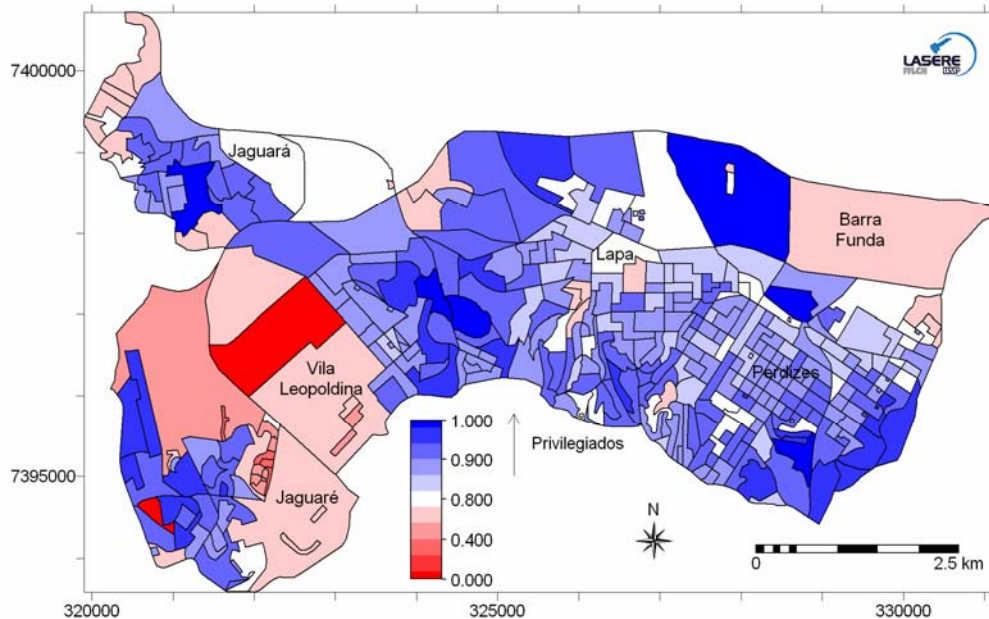 7400000
LASERE
Jaguará
Barra
Funda
Lapa
Vila
Leopoldina
Perdizes
1.000
0.900
0.800
0.400
0.000
Privilegiados
7395000
Jaguaré
N
0
2.5 km
320000
325000
330000